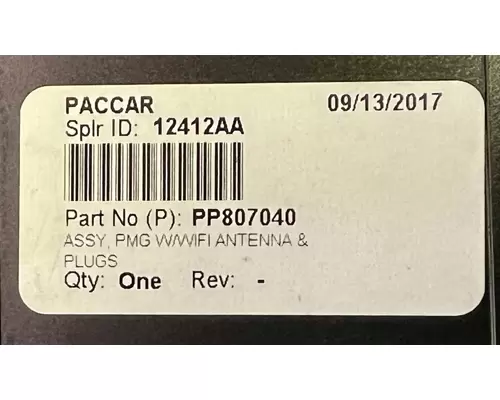 PACCAR 09/13/2017
Splr ID: 12412AA
Part No (P): PP807040
ASSY, PMG W/WIFI ANTENNA &
PLUGS
Qty: One Rev: -